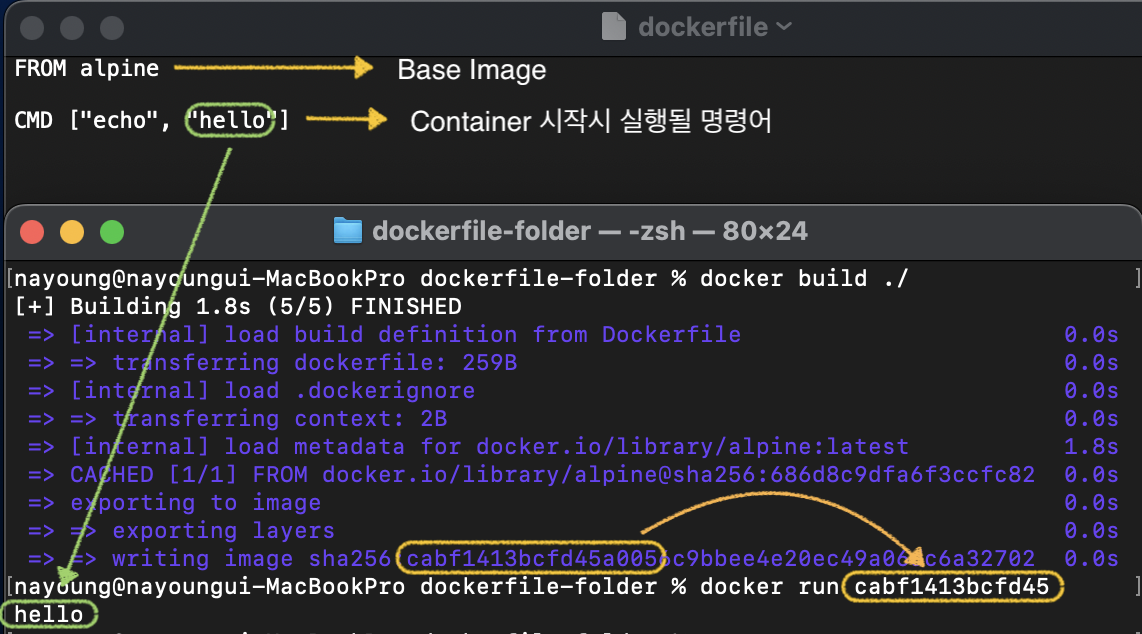 dockerfile
FROM alpine Base Image
CMD ["echo", "hello"] Container 시작시 실행될 명령어
dockerfile-folder — -zsh — 80×24
[nayoung@nayoungui-MacBookPro dockerfile-folder % docker build ./ ]
[+] Building 1.8s (5/5) FINISHED
=> [internal] load build definition from Dockerfile 0.0s
=> => transferring dockerfile: 259B 0.0s
=> [internal] load .dockerignore 0.0s
=> => transferring context: 2B 0.0s
=> [internal] load metadata for docker.io/library/alpine:latest 1.8s
=> CACHED [1/1] FROM docker.io/library/alpine@sha256:686d8c9dfa6f3ccfc82 0.0s
=> exporting to image 0.0s
=> => exporting layers 0.0s
=> => writing image sha256 0.0s
[nayoung@nayoungui-MacBookPro dockerfile-folder % docker run cabf1413bcfd45 ]
hello